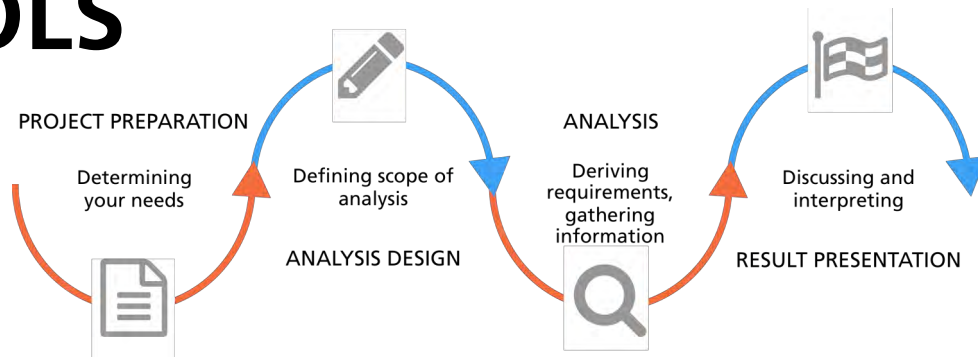 OLS
PROJECT PREPARATION
Determining
your needs
Defining scope of
analysis
ANALYSIS DESIGN
ANALYSIS
Deriving
requirements,
gathering
information
Discussing and
interpreting
RESULT PRESENTATION